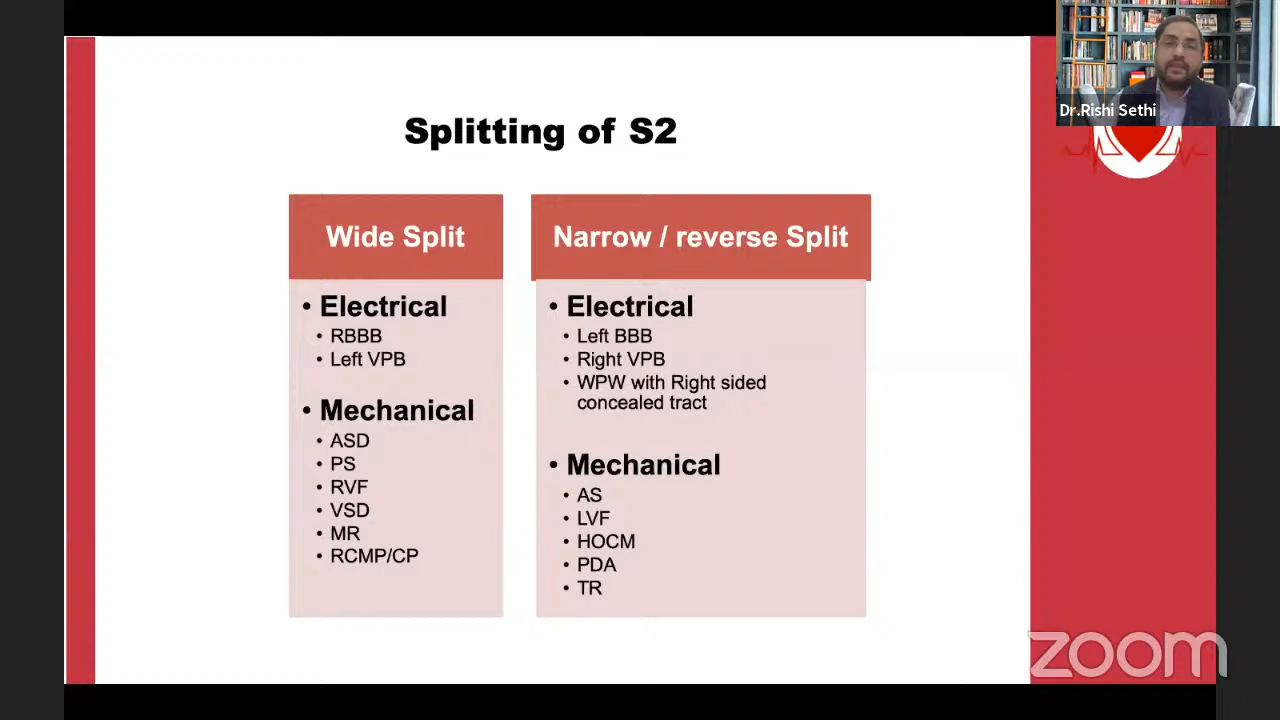 Dr.Rishi Sethi
Splitting of S2
Wide Split
• Electrical
• RBBB
• Left VPB
• Mechanical
• ASD
• PS
• RVF
• VSD
• MR
• RCMP/CP
Narrow / reverse Split
• Electrical
• Left BBB
• Right VPB
• WPW with Right sided
concealed tract
• Mechanical
• AS
• LVF
• HOCM
• PDA
• TR
zoom